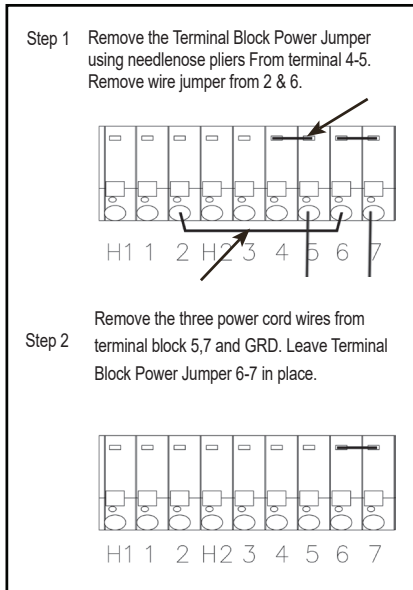 Step 1
Remove the Terminal Block Power Jumper
using needlenose pliers From terminal 4-5.
Remove wire jumper from 2 & 6.
H1 1 2 H2 3 4 5 6 7
Step 2
Remove the three power cord wires from
terminal block 5,7 and GRD. Leave Terminal
Block Power Jumper 6-7 in place.
H1 1 2 H2 3 4 5 6 7